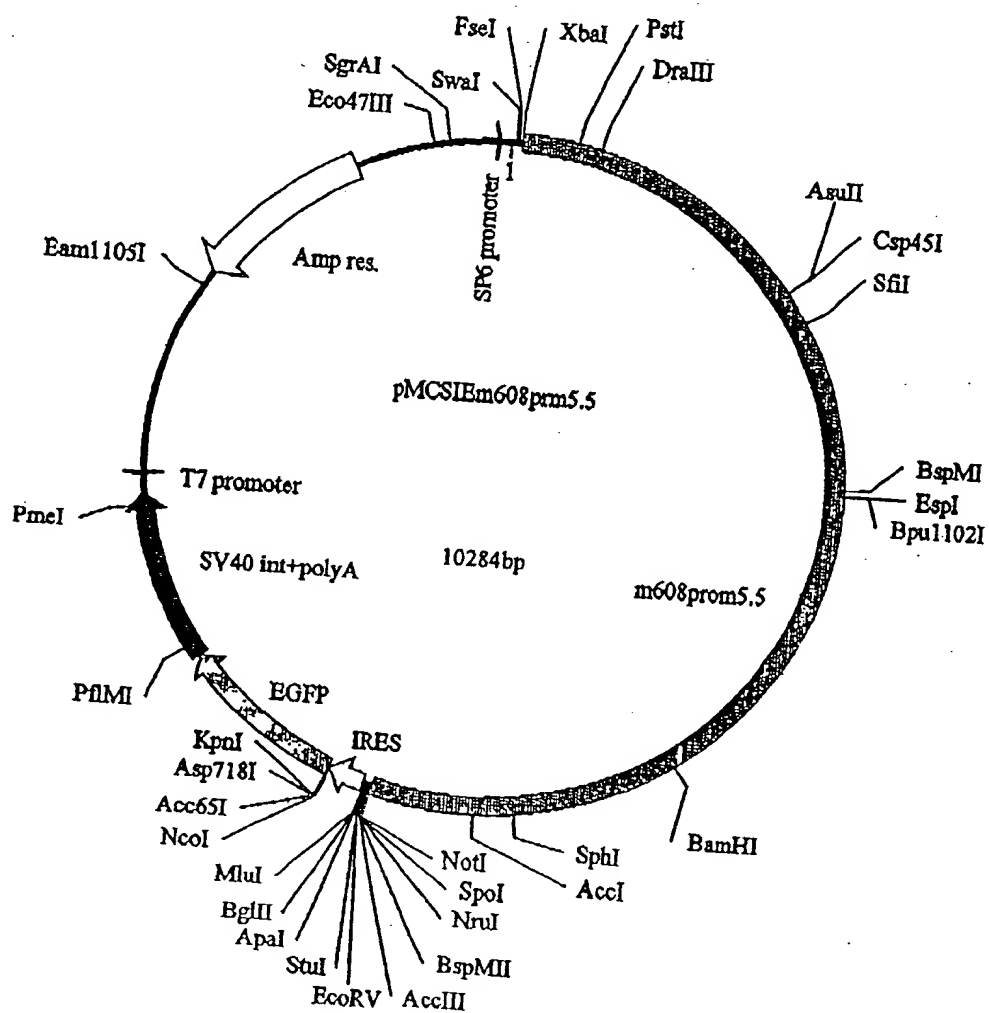 FseI
XbaI
PstI
SgrAI
SwaI
DraIII
Eco47III
1
SP6 promoter
AsuII
Csp45I
SfiI
Eam1105I
Amp res.
pMCSIEm608prm5.5
BspMI
EspI
Bpu1102I
T7 promoter
PmeI
SV40 int+polyA
10284bp
m608prom5.5
PflMI
EGFP
IRES
KpnI
Asp718I
Acc65I
NcoI
BamHI
MluI
NotI
SphI
SpoI
AccI
BglII
NruI
ApaI
StuI
BspMII
EcoRV
AccIII